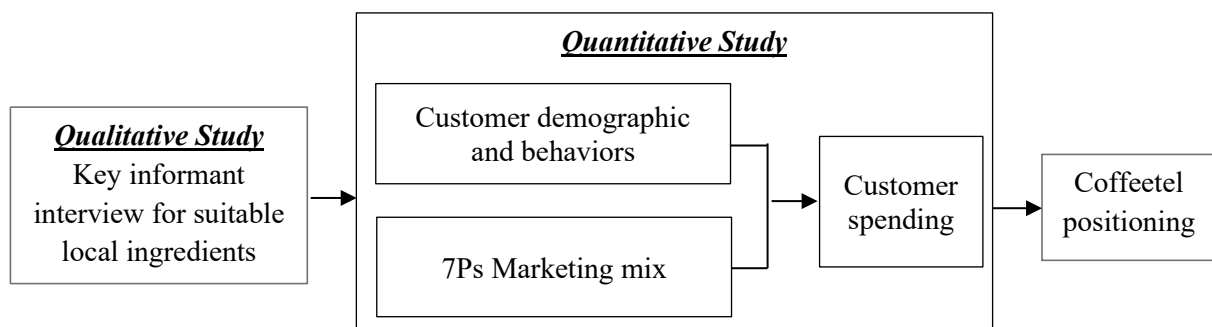 Qualitative Study
Key informant
interview for suitable
local ingredients
Quantitative Study
Customer demographic
and behaviors
7Ps Marketing mix
Customer
spending
Coffeetel
positioning